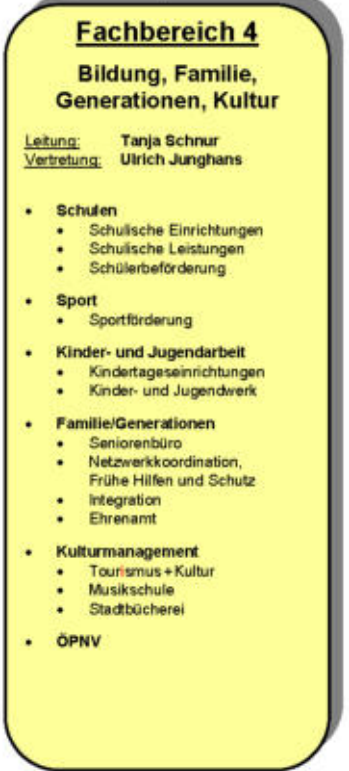 Fachbereich 4
Bildung, Familie,
Generationen, Kultur
Leitung: Tanja Schnur
Vertretung: Ulrich Junghans
• Schulen
• Schulische Einrichtungen
• Schulische Leistungen
• Schülerbeförderung
• Sport
• Sportförderung
• Kinder- und Jugendarbeit
• Kindertageseinrichtungen
• Kinder- und Jugendwerk
• Familie/Generationen
• Seniorenbüro
• Netzwerkkoordination,
Frühe Hilfen und Schutz
• Integration
• Ehrenamt
• Kulturmanagement
• Tourismus+Kultur
• Musikschule
• Stadtbücherei
• ÖPNV